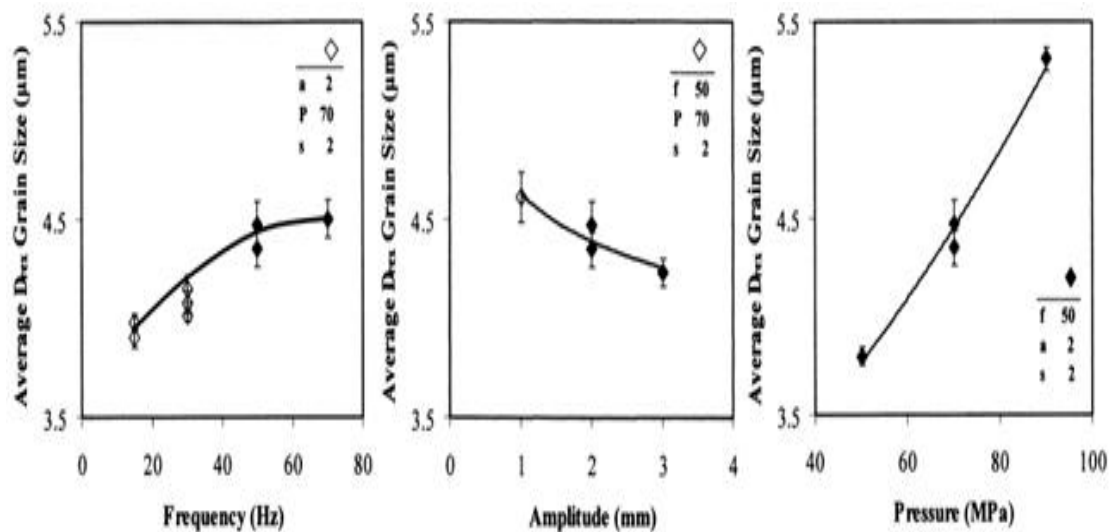 Average Drex Grain Size (µm)
5.5
4.5
3.5
a 2
P 70
s 2
0 20 40 60 80
Frequency (Hz)
Average Drex Grain Size (µm)
5.5
4.5
3.5
f 50
P 70
s 2
0 1 2 3 4
Amplitude (mm)
Average Drex Grain Size (µm)
5.5
4.5
3.5
f 50
a 2
s 2
40 60 80 100
Pressure (MPa)